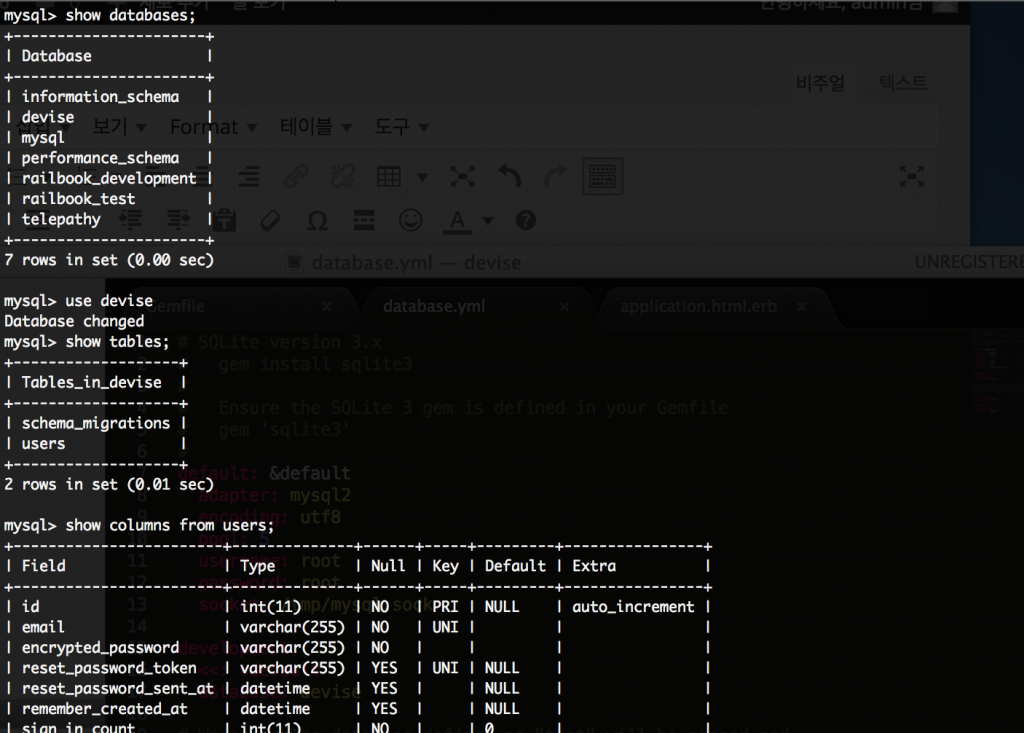 mysql> show databases;
+----------------------+
| Database             |
+----------------------+
| information_schema   |
| devise               |
| mysql                |
| performance_schema   |
| railbook_development |
| railbook_test        |
| telepathy            |
+----------------------+
7 rows in set (0.00 sec)
mysql> use devise
Database changed
mysql> show tables;
+-------------------+
| Tables_in_devise  |
+-------------------+
| schema_migrations |
| users             |
+-------------------+
2 rows in set (0.01 sec)
mysql> show columns from users;
+------------------------+--------------+------+-----+---------+----------------+
| Field                  | Type         | Null | Key | Default | Extra          |
+------------------------+--------------+------+-----+---------+----------------+
| id                     | int(11)      | NO   | PRI | NULL    | auto_increment |
| email                  | varchar(255) | NO   | UNI |         |                |
| encrypted_password     | varchar(255) | NO   |     |         |                |
| reset_password_token   | varchar(255) | YES  | UNI | NULL    |                |
| reset_password_sent_at | datetime     | YES  |     | NULL    |                |
| remember_created_at    | datetime     | YES  |     | NULL    |                |
| sign_in_count          | int(11)      | NO   |     | 0       |                |
비주얼 텍스트
보기 Format 테이블 도구
database.yml — devise
UNREGISTERE
Gemfile database.yml application.html.erb
# SQLite version 3.x
gem install sqlite3
Ensure the SQLite 3 gem is defined in your Gemfile
gem 'sqlite3'
default: &default
adapter: mysql2
encoding: utf8
username: root
password: root
devise